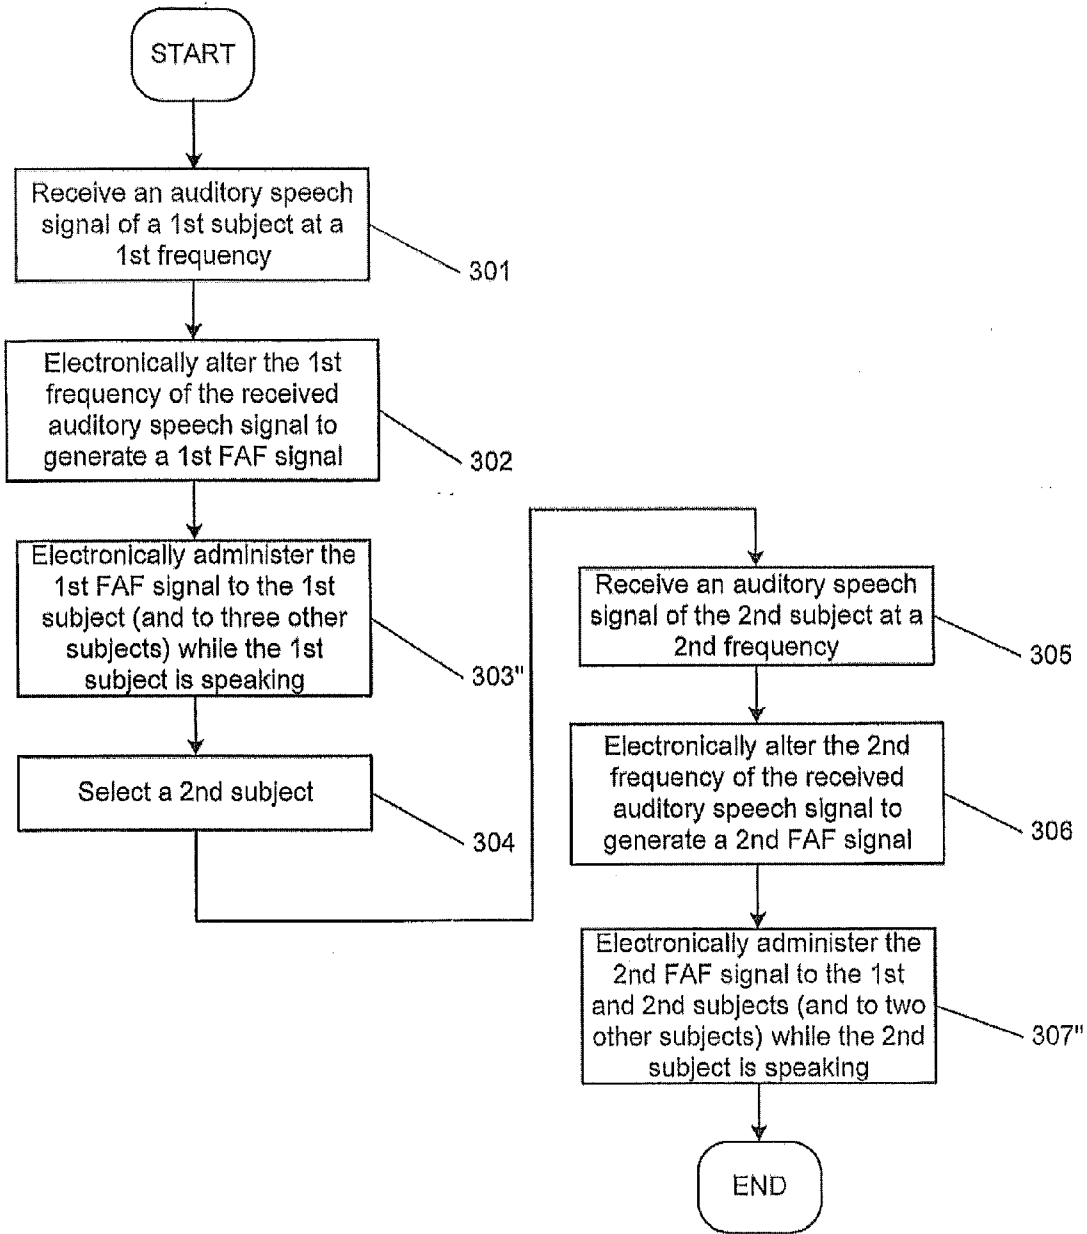 START
Receive an auditory speech
signal of a 1st subject at a
1st frequency
301
Electronically alter the 1st
frequency of the received
auditory speech signal to
generate a 1st FAF signal
302
Electronically administer the
1st FAF signal to the 1st
subject (and to three other
subjects) while the 1st
subject is speaking
303"
Select a 2nd subject
304
Receive an auditory speech
signal of the 2nd subject at a
2nd frequency
305
Electronically alter the 2nd
frequency of the received
auditory speech signal to
generate a 2nd FAF signal
306
Electronically administer the
2nd FAF signal to the 1st
and 2nd subjects (and to two
other subjects) while the 2nd
subject is speaking
307"
END